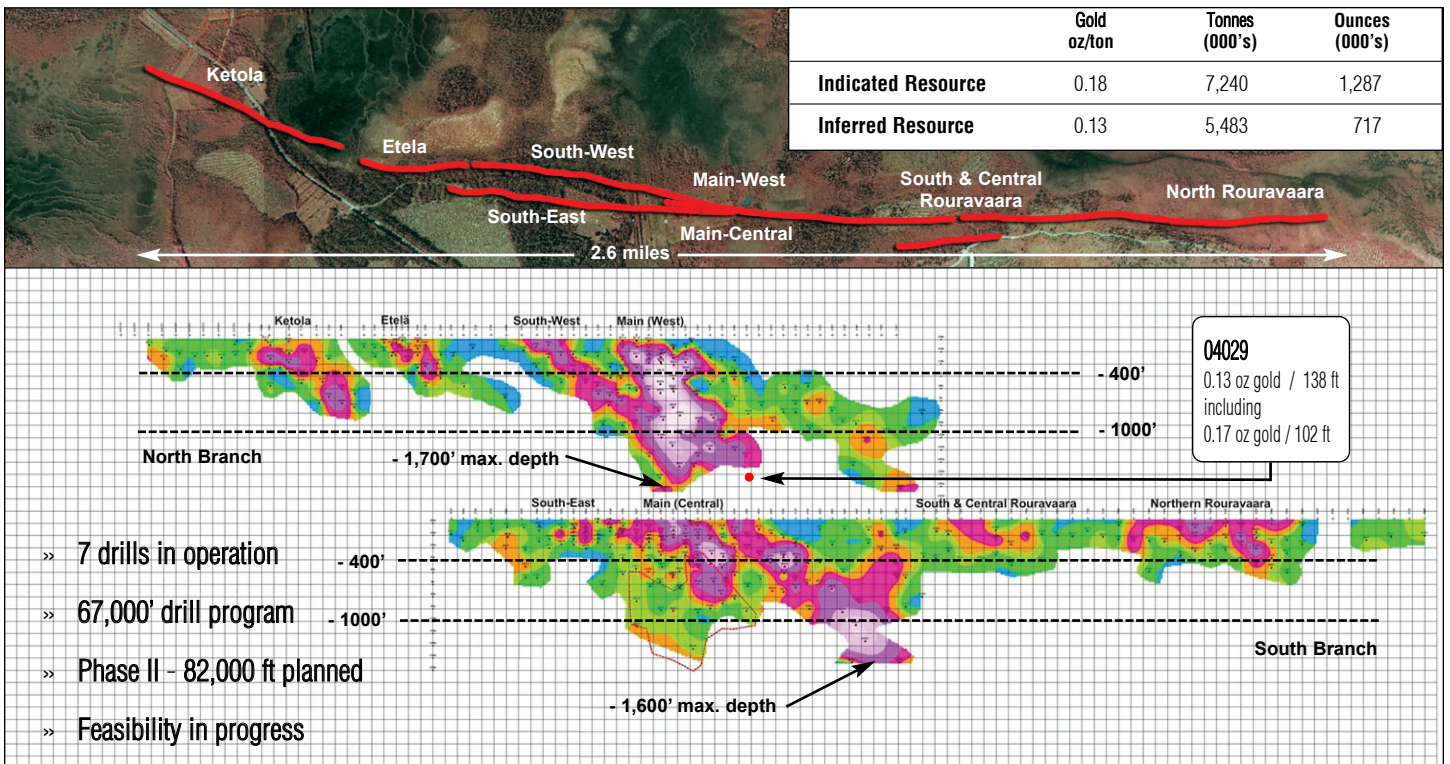 Gold oz/ton Tonnes (000's) Ounces (000's)
Indicated Resource 0.18 7,240 1,287
Inferred Resource 0.13 5,483 717
Ketola
Etela
South-West
Main-West
South & Central Rouravaara
North Rouravaara
South-East
Main-Central
2.6 miles
Ketola
Etelä
South-West
Main (West)
- 400'
- 1000'
North Branch
- 1,700' max. depth
04029
0.13 oz gold / 138 ft
including
0.17 oz gold / 102 ft
South-East
Main (Central)
South & Central Rouravaara
Northern Rouravaara
- 400'
- 1000'
South Branch
- 1,600' max. depth
» 7 drills in operation
» 67,000' drill program
» Phase II - 82,000 ft planned
» Feasibility in progress